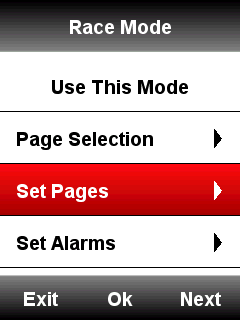 Race Mode
Use This Mode
Page Selection
Set Pages
Set Alarms
Exit Ok Next